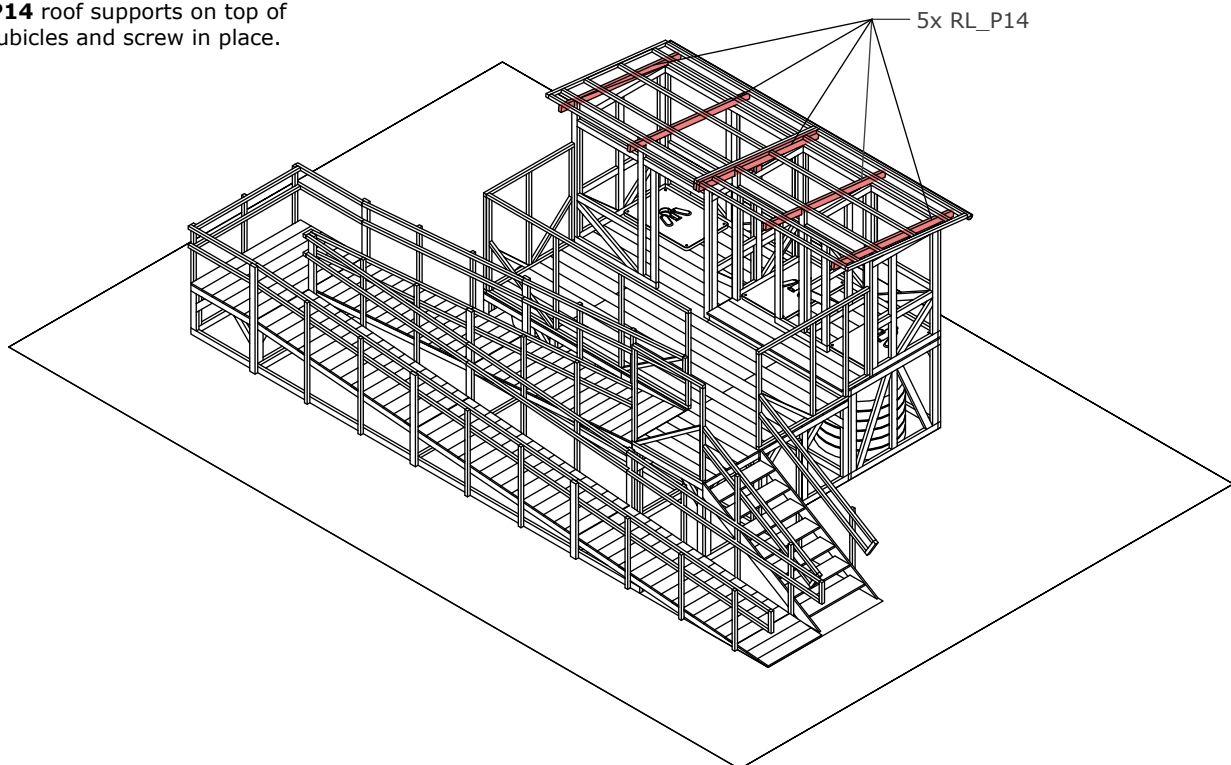 P14 roof supports on top of
ubicles and screw in place.
5x RL_P14